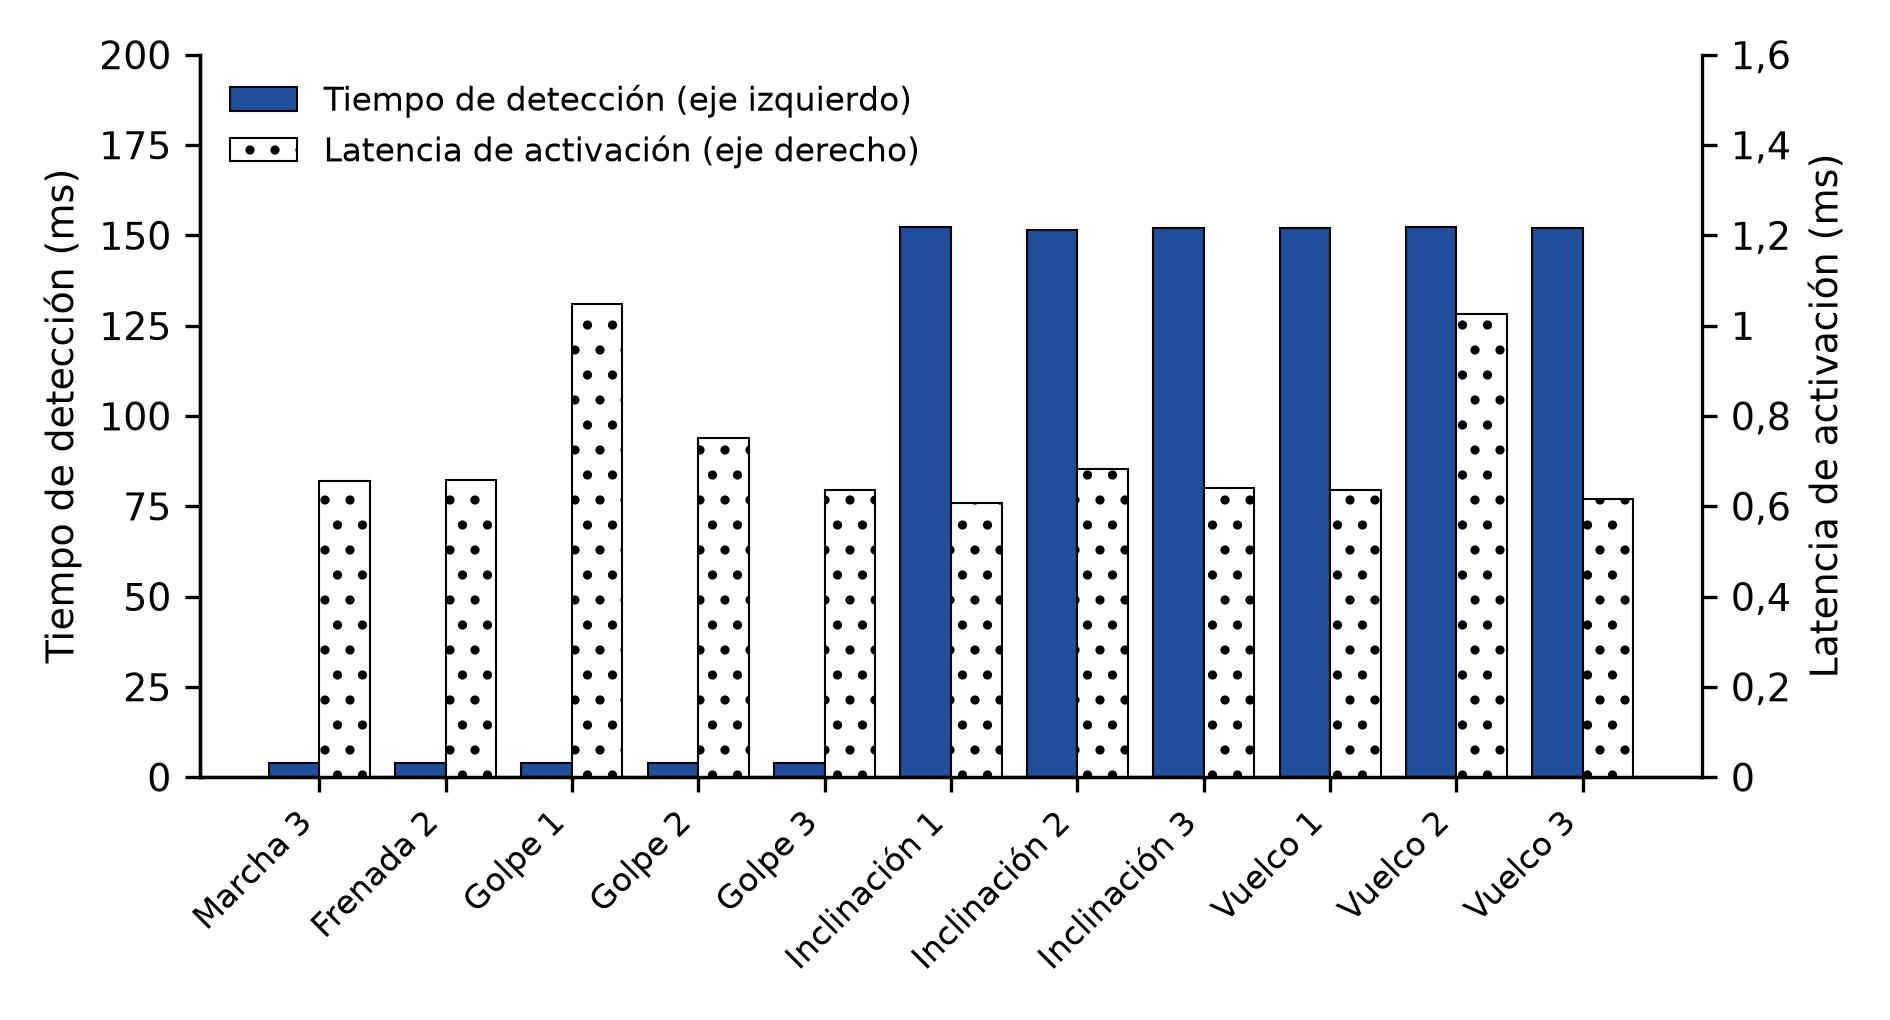 Tiempo de detección (eje izquierdo)
Latencia de activación (eje derecho)
Tiempo de detección (ms)
200
175
150
125
100
75
50
25
0
1,6
1,4
1,2
1
0,8
0,6
0,4
0,2
0
Latencia de activación (ms)
Marcha 3
Frenada 2
Golpe 1
Golpe 2
Golpe 3
Inclinación 1
Inclinación 2
Inclinación 3
Vuelco 1
Vuelco 2
Vuelco 3